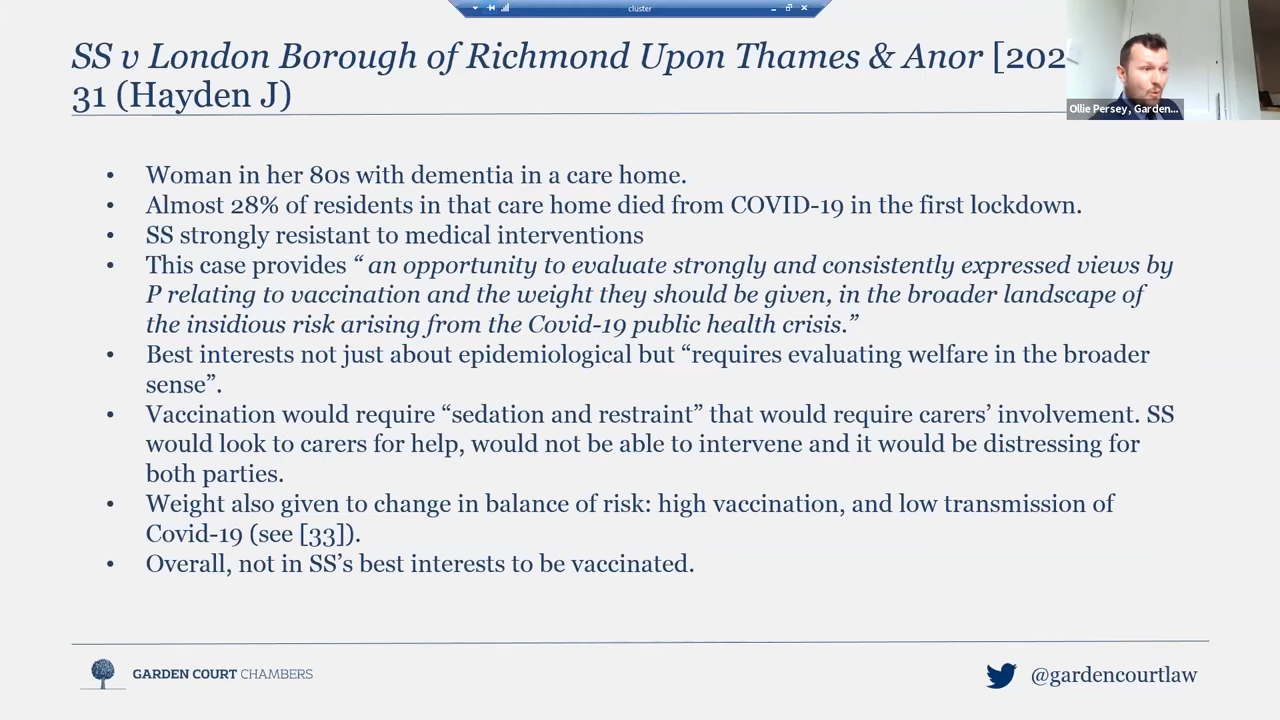 cluster
SS v London Borough of Richmond Upon Thames & Anor [202
31 (Hayden J)
Ollie Persey, Garden...
• Woman in her 80s with dementia in a care home.
• Almost 28% of residents in that care home died from COVID-19 in the first lockdown.
• SS strongly resistant to medical interventions
• This case provides “ an opportunity to evaluate strongly and consistently expressed views by
P relating to vaccination and the weight they should be given, in the broader landscape of
the insidious risk arising from the Covid-19 public health crisis.”
• Best interests not just about epidemiological but “requires evaluating welfare in the broader
sense”.
• Vaccination would require “sedation and restraint” that would require carers’ involvement. SS
would look to carers for help, would not be able to intervene and it would be distressing for
both parties.
• Weight also given to change in balance of risk: high vaccination, and low transmission of
Covid-19 (see [33]).
• Overall, not in SS’s best interests to be vaccinated.
GARDEN COURT CHAMBERS
@gardencourtlaw